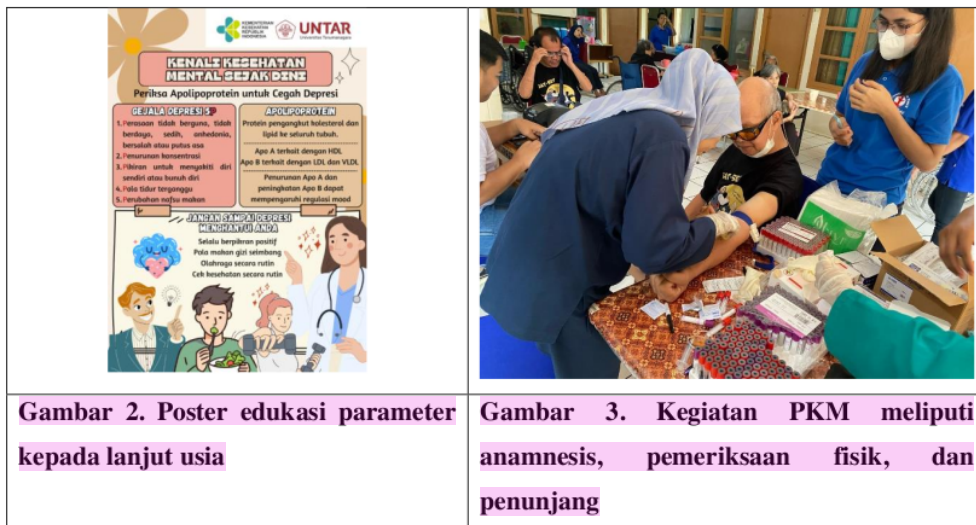 KEMENTERIAN
KESEHATAN
REPUBLIK
INDONESIA
UNTAR
Universitas Tarumanagara
KENALI KESEHATAN
MENTAL SEJAK DINI
Periksa Apolipoprotein untuk Cegah Depresi
GEJALA DEPRESI 5P
1. Perasaan tidak berguna, tidak
berdaya, sedih, anhedonia,
bersalah atau putus asa
2. Penurunan konsentrasi
3. Pikiran untuk menyakiti diri
sendiri atau bunuh diri
4. Pola tidur terganggu
5. Perubahan nafsu makan
APOLIPOPROTEIN
Protein pengangkut kolesterol dan
lipid ke seluruh tubuh.
Apo A terkait dengan HDL
Apo B terkait dengan LDL dan VLDL
Penurunan Apo A dan
peningkatan Apo B dapat
mempengaruhi regulasi mood
JANGAN SAMPAI DEPRESI
MENGHANTUI ANDA
Selalu berpikran positif
Pola makan gizi seimbang
Olahraga secara rutin
Cek kesehatan secara rutin
Gambar 2. Poster edukasi parameter
kepada lanjut usia
Gambar 3. Kegiatan PKM meliputi
anamnesis, pemeriksaan fisik, dan
penunjang